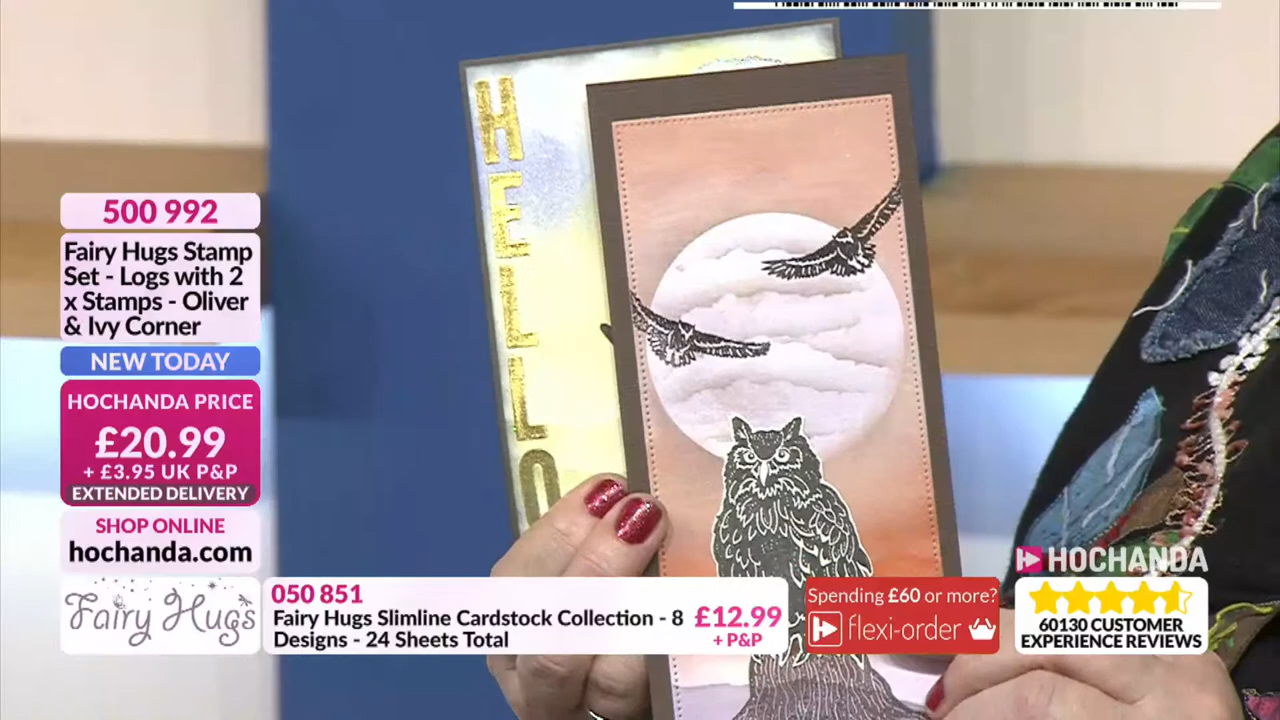 HELLO
500 992
Fairy Hugs Stamp
Set - Logs with 2
x Stamps - Oliver
& Ivy Corner
NEW TODAY
HOCHANDA PRICE
£20.99
+ £3.95 UK P&P
EXTENDED DELIVERY
SHOP ONLINE
hochanda.com
Fairy Hugs
050 851
Fairy Hugs Slimline Cardstock Collection - 8
Designs - 24 Sheets Total
£12.99
+ P&P
Spending £60 or more?
flexi-order
HOCHANDA
60130 CUSTOMER
EXPERIENCE REVIEWS